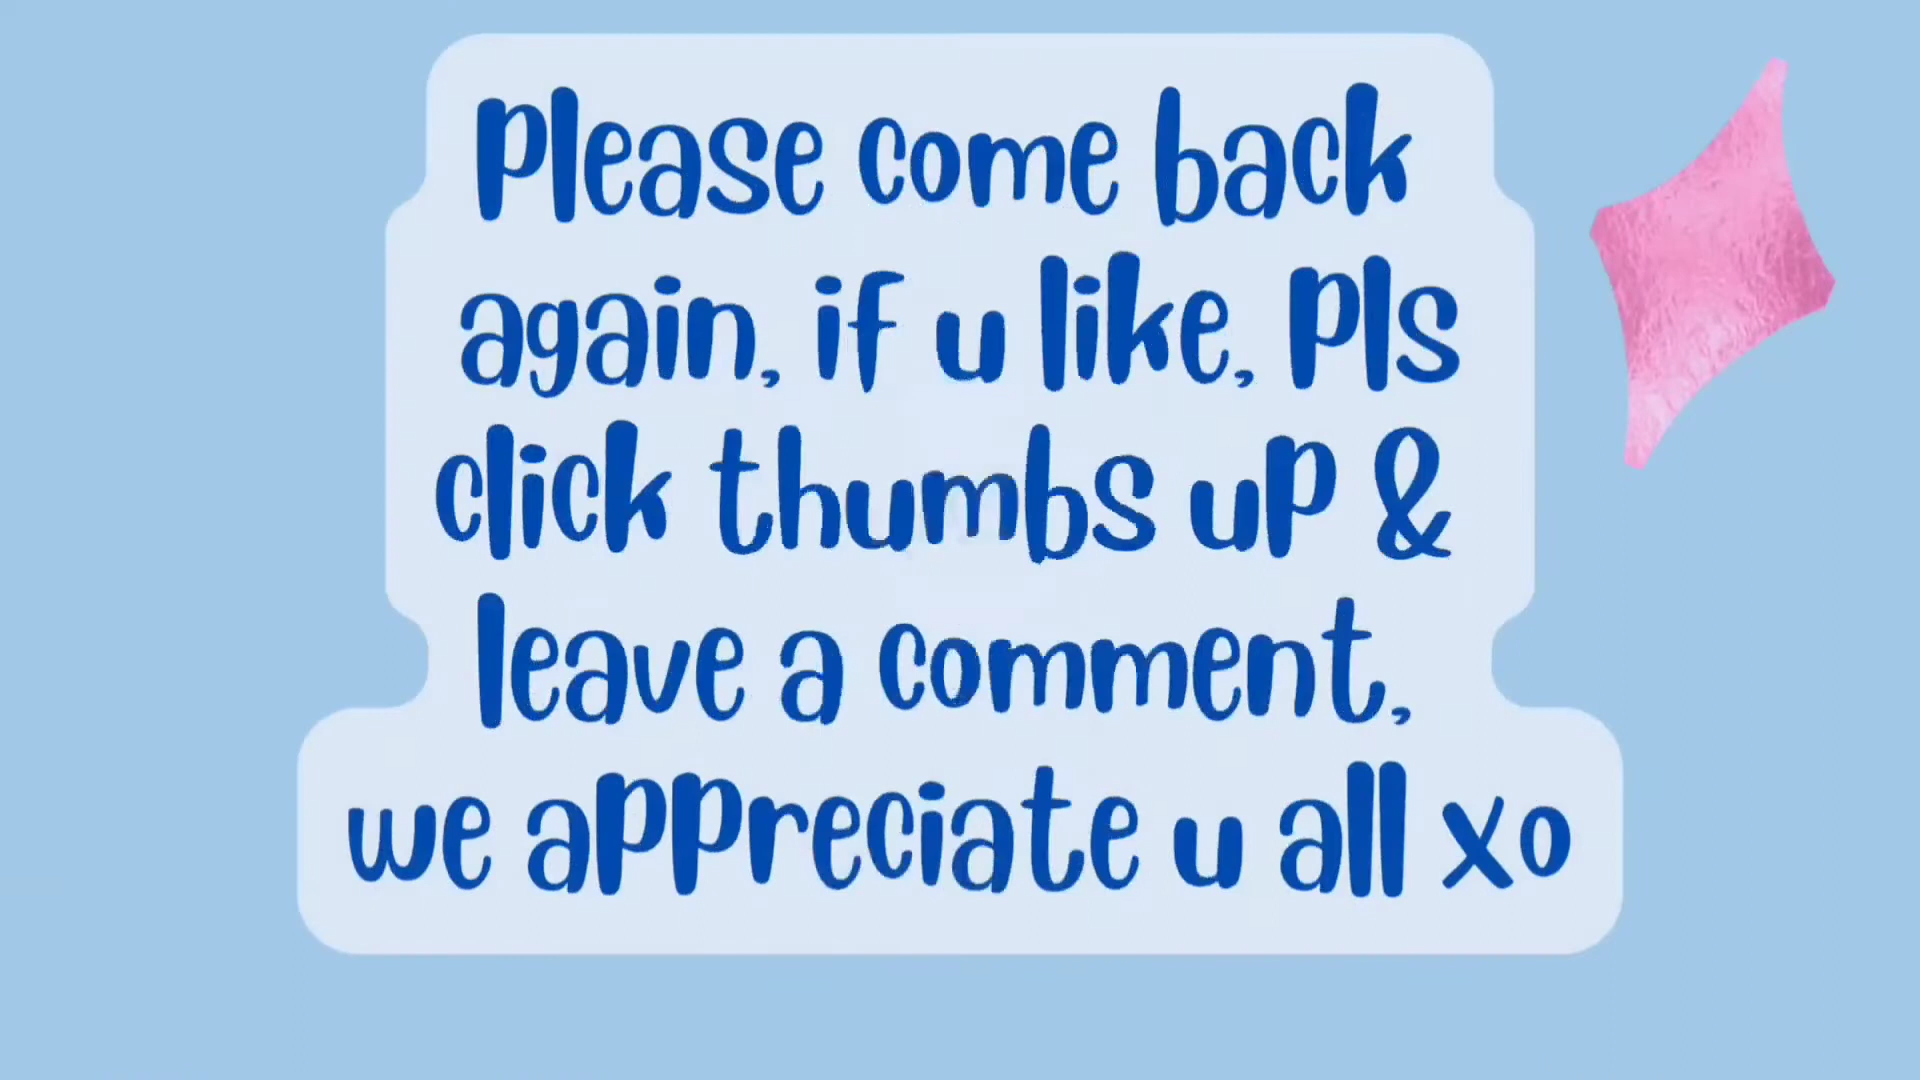 Please come back
again, if u like, pls
click thumbs up &
leave a comment,
we appreciate u all xo